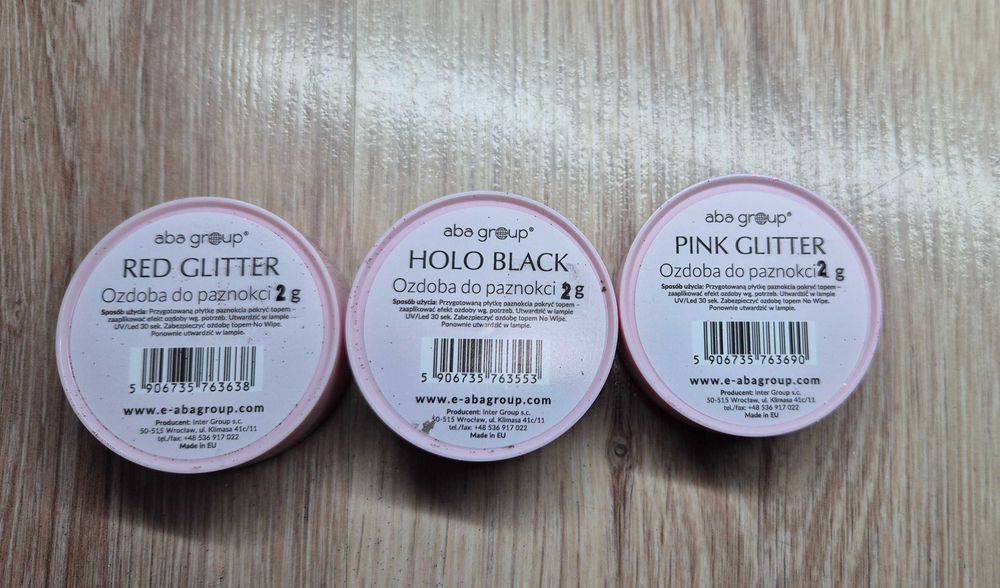 aba group®
RED GLITTER
Ozdoba do paznokci 2 g
Sposób użycia: Przygotowaną płytkę paznokcia pokryć topem –
zaaplikować efekt ozdoby wg. potrzeb. Utwardzić w lampie
UV/Led 30 sek. Zabezpieczyć ozdobę topem No Wipe.
Ponownie utwardzić w lampie.
5 906735 763638
www.e-abagroup.com
Producent: Inter Group s.c.
50-515 Wrocław, ul. Klimasa 41c/11
tel./fax: +48 536 917 022
Made in EU
aba group®
HOLO BLACK
Ozdoba do paznokci 2 g
Sposób użycia: Przygotowaną płytkę paznokcia pokryć topem –
zaaplikować efekt ozdoby wg. potrzeb. Utwardzić w lampie
UV/Led 30 sek. Zabezpieczyć ozdobę topem No Wipe.
Ponownie utwardzić w lampie.
5 906735 763553
www.e-abagroup.com
Producent: Inter Group s.c.
50-515 Wrocław, ul. Klimasa 41c/11
tel./fax: +48 536 917 022
Made in EU
aba group®
PINK GLITTER
Ozdoba do paznokci 2 g
Sposób użycia: Przygotowaną płytkę paznokcia pokryć topem –
zaaplikować efekt ozdoby wg. potrzeb. Utwardzić w lampie
UV/Led 30 sek. Zabezpieczyć ozdobę topem No Wipe.
Ponownie utwardzić w lampie.
5 906735 763690
www.e-abagroup.com
Producent: Inter Group s.c.
50-515 Wrocław, ul. Klimasa 41c/11
tel./fax: +48 536 917 022
Made in EU